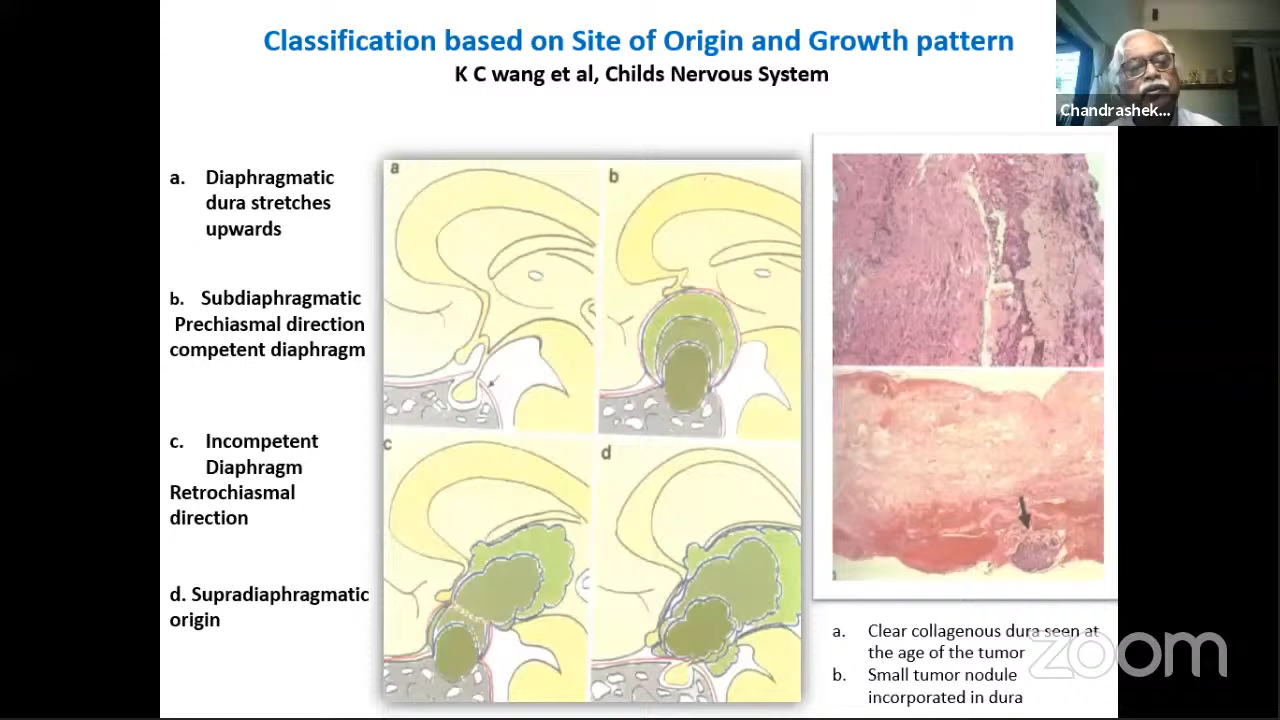 Classification based on Site of Origin and Growth pattern
K C wang et al, Childs Nervous System
Chandrashek...
a. Diaphragmatic
dura stretches
upwards
b. Subdiaphragmatic
Prechiasmal direction
competent diaphragm
c. Incompetent
Diaphragm
Retrochiasmal
direction
d. Supradiaphragmatic
origin
a
b
c
d
a. Clear collagenous dura seen at
the age of the tumor
b. Small tumor nodule
incorporated in dura
zoom